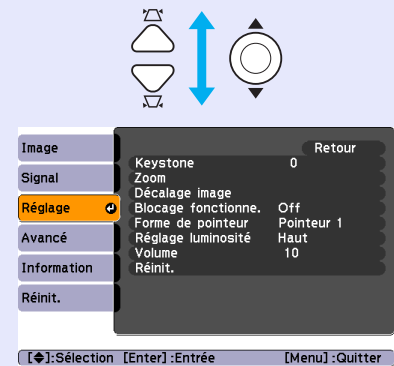 Image
Signal
Réglage
Avancé
Information
Réinit.
Retour
Keystone 0
Zoom
Décalage image
Blocage fonctionne. Off
Forme de pointeur Pointeur 1
Réglage luminosité Haut
Volume 10
Réinit.
[◆]:Sélection [Enter]:Entrée [Menu]:Quitter